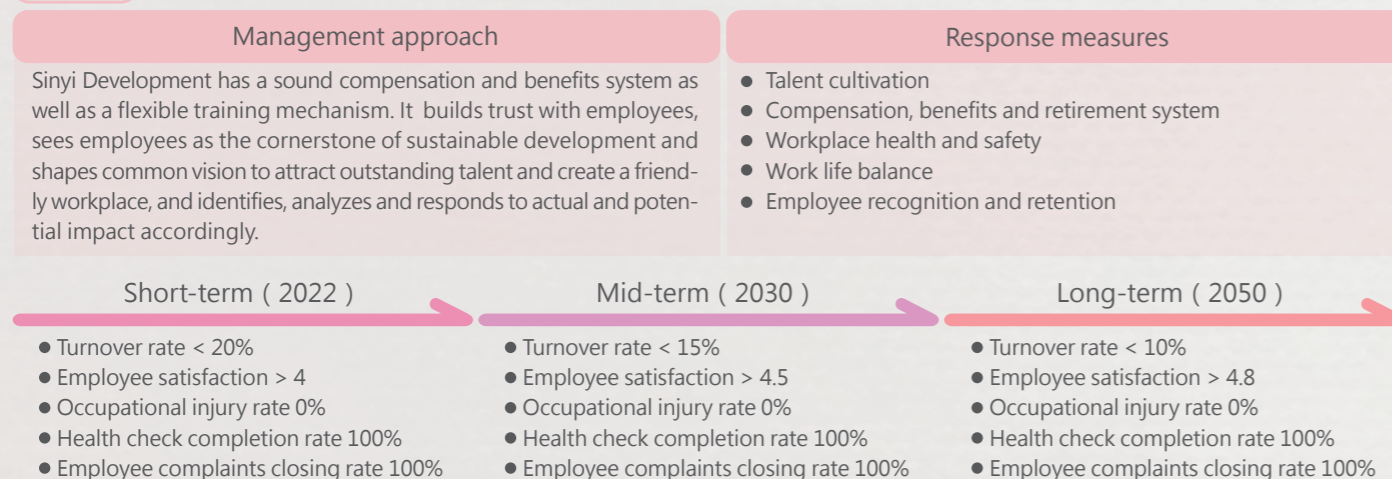 Management approach
Sinyi Development has a sound compensation and benefits system as
well as a flexible training mechanism. It builds trust with employees,
sees employees as the cornerstone of sustainable development and
shapes common vision to attract outstanding talent and create a friend-
ly workplace, and identifies, analyzes and responds to actual and poten-
tial impact accordingly.
Response measures
● Talent cultivation
● Compensation, benefits and retirement system
● Workplace health and safety
● Work life balance
● Employee recognition and retention
Short-term ( 2022 )
● Turnover rate < 20%
● Employee satisfaction > 4
● Occupational injury rate 0%
● Health check completion rate 100%
● Employee complaints closing rate 100%
Mid-term ( 2030 )
● Turnover rate < 15%
● Employee satisfaction > 4.5
● Occupational injury rate 0%
● Health check completion rate 100%
● Employee complaints closing rate 100%
Long-term ( 2050 )
● Turnover rate < 10%
● Employee satisfaction > 4.8
● Occupational injury rate 0%
● Health check completion rate 100%
● Employee complaints closing rate 100%